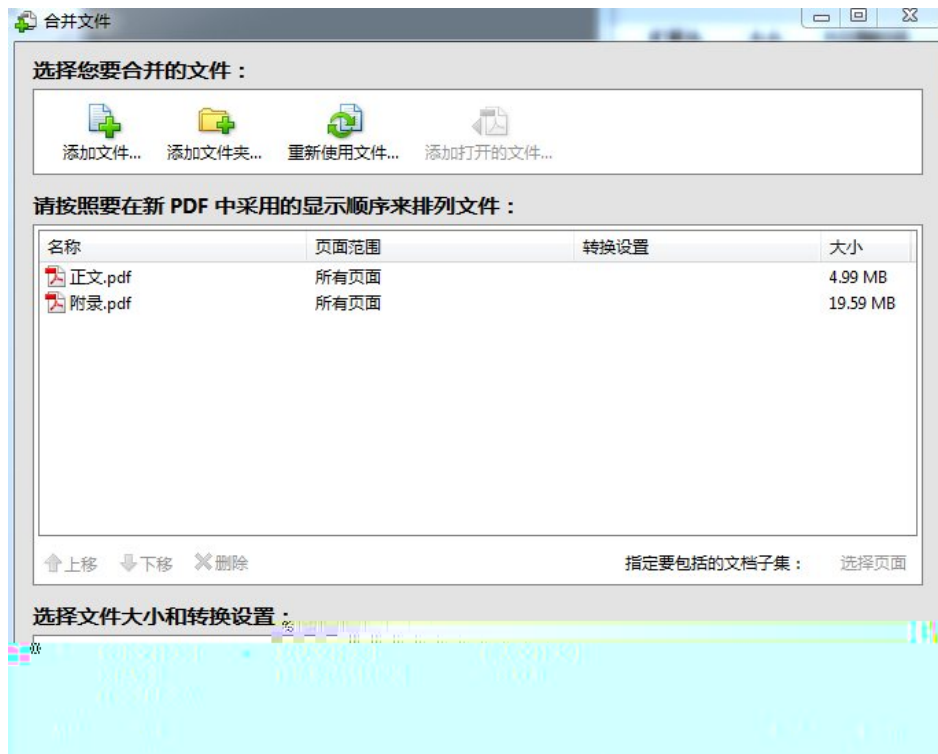 合并文件
选择您要合并的文件：
添加文件... 添加文件夹... 重新使用文件... 添加打开的文件...
请按照要在新 PDF 中采用的显示顺序来排列文件：
名称 页面范围 转换设置 大小
正文.pdf 所有页面 4.99 MB
附录.pdf 所有页面 19.59 MB
上移 下移 删除 指定要包括的文档子集： 选择页面
选择文件大小和转换设置：